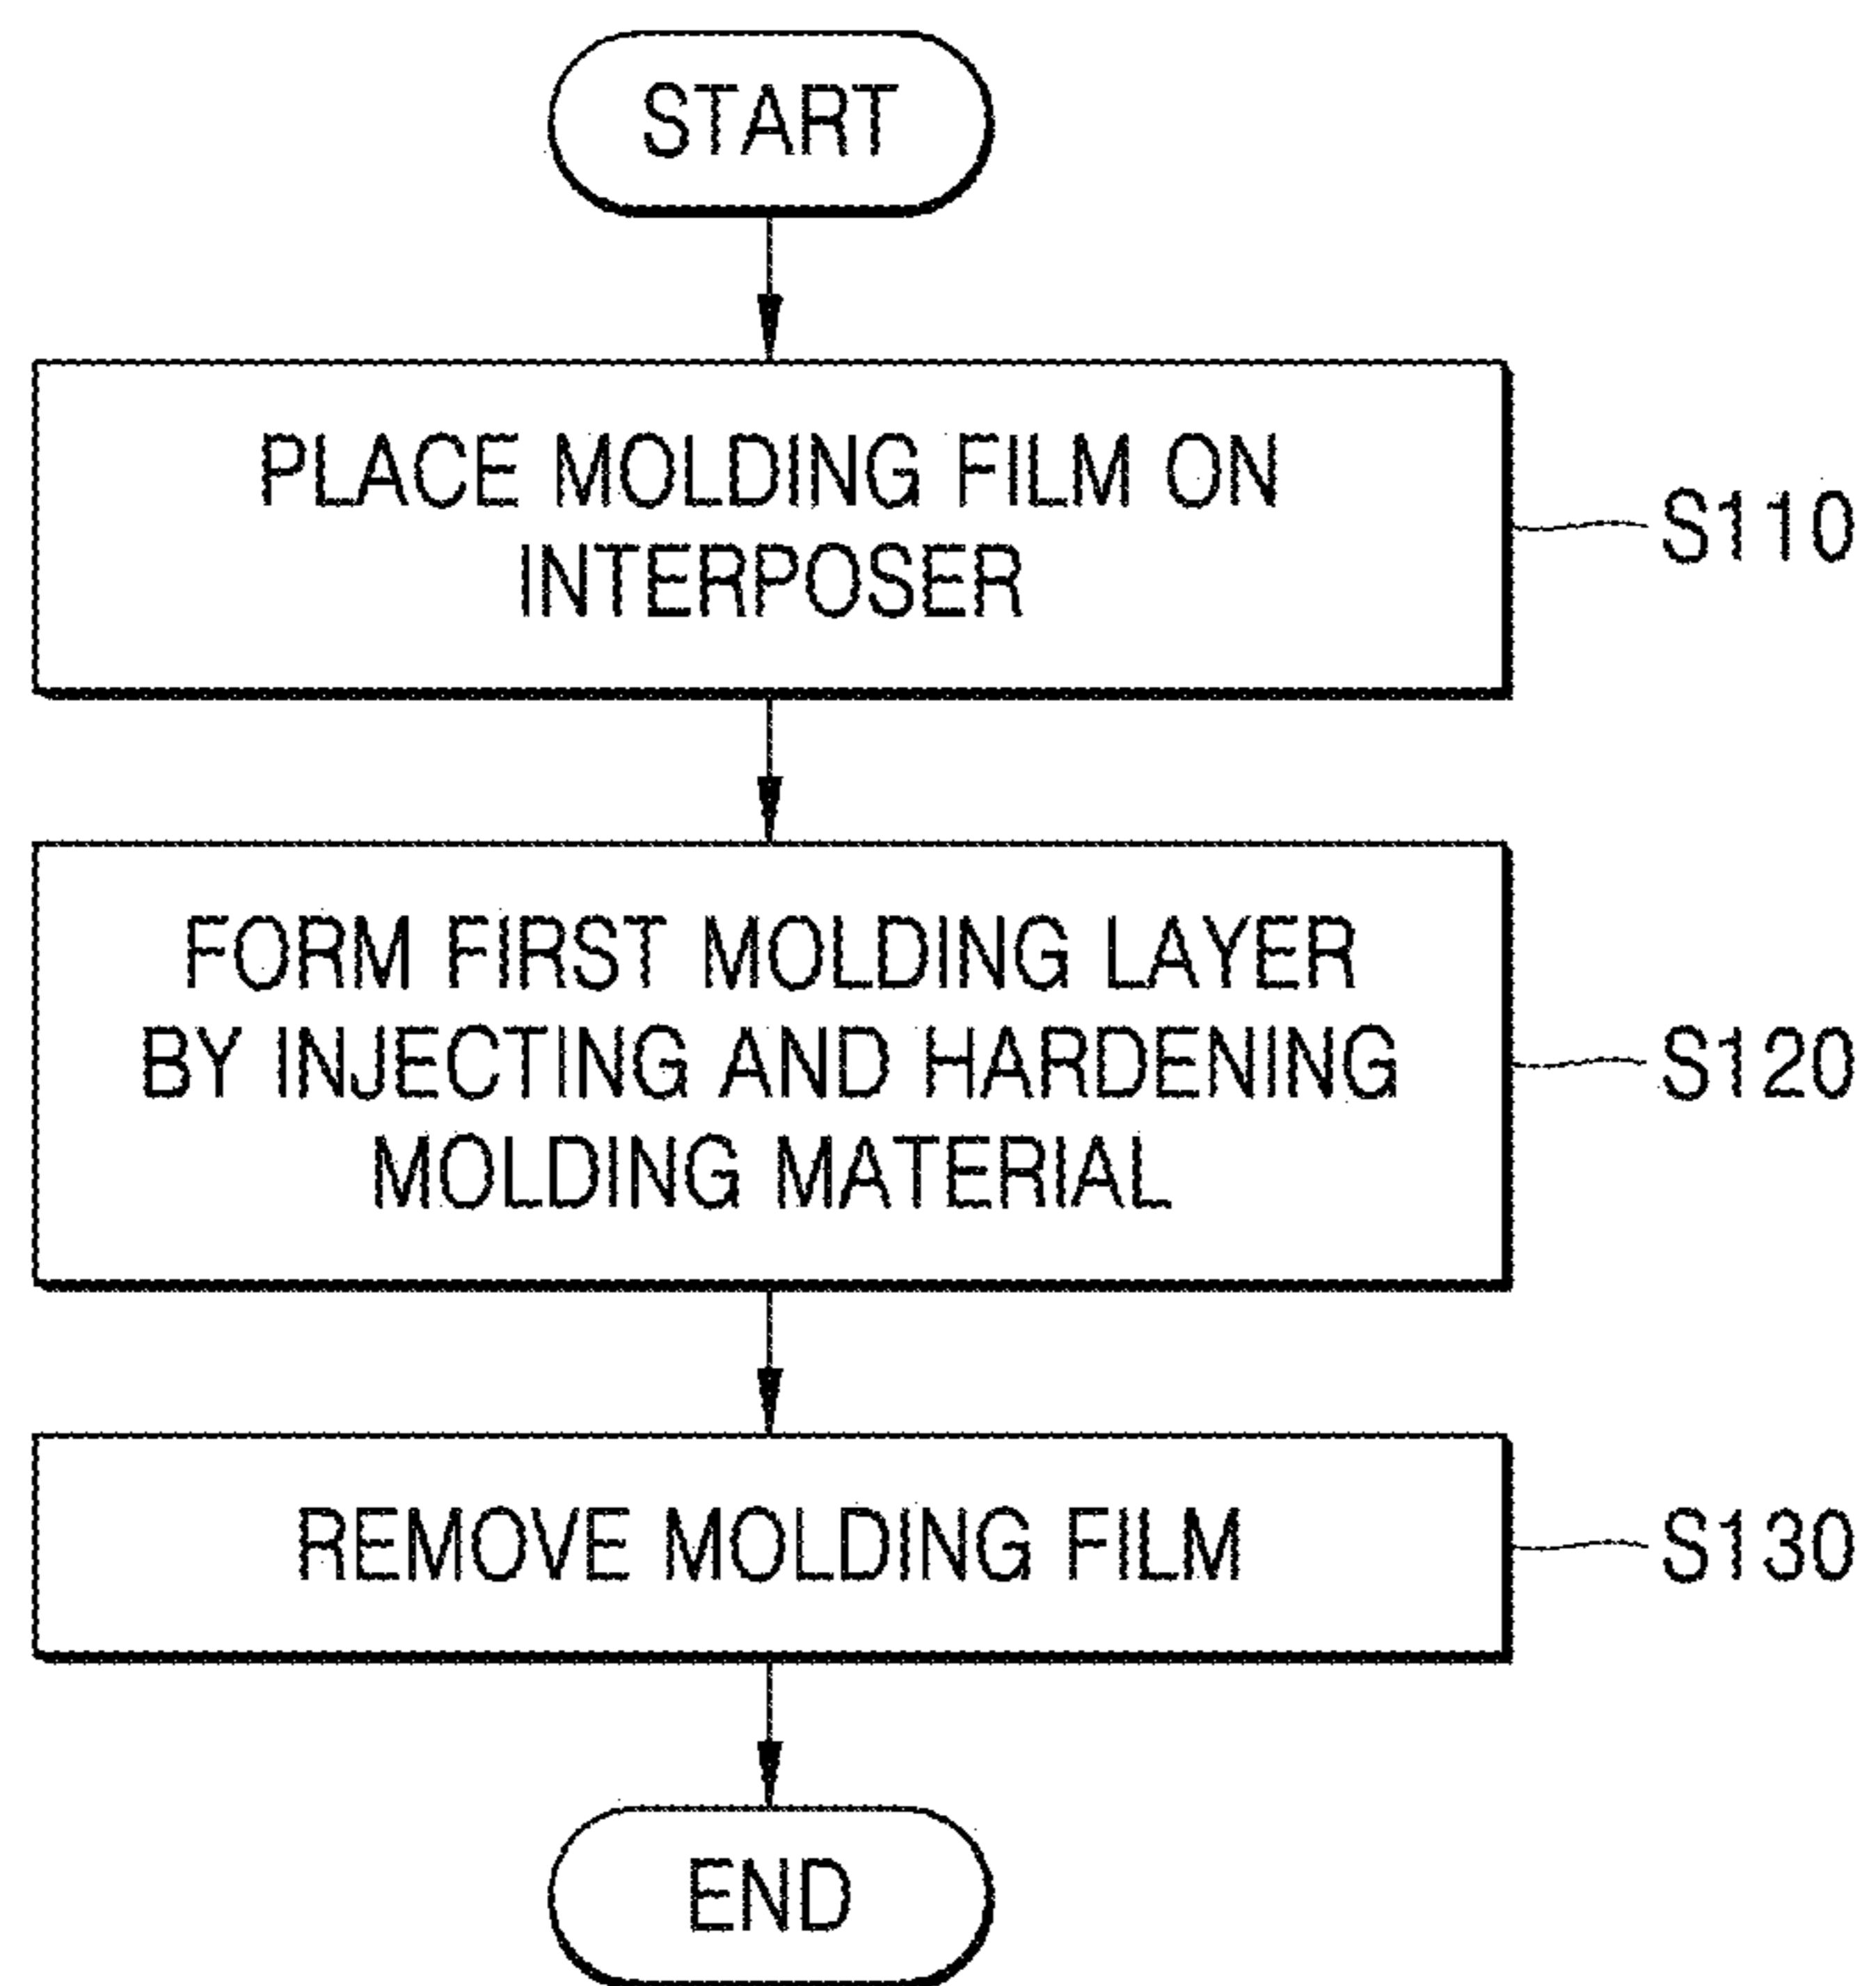 START
PLACE MOLDING FILM ON
INTERPOSER
S110
FORM FIRST MOLDING LAYER
BY INJECTING AND HARDENING
MOLDING MATERIAL
S120
REMOVE MOLDING FILM
S130
END